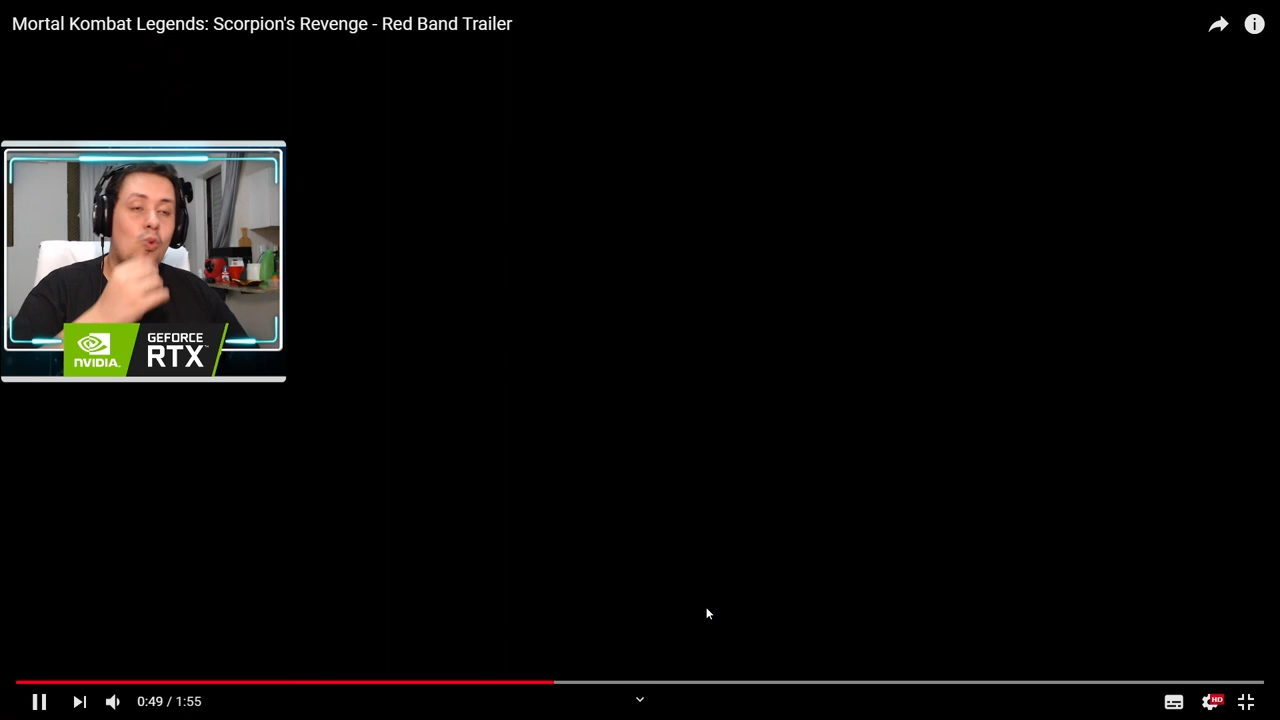 Mortal Kombat Legends: Scorpion's Revenge - Red Band Trailer
NVIDIA.
GEFORCE
RTX
HD
0:49 / 1:55